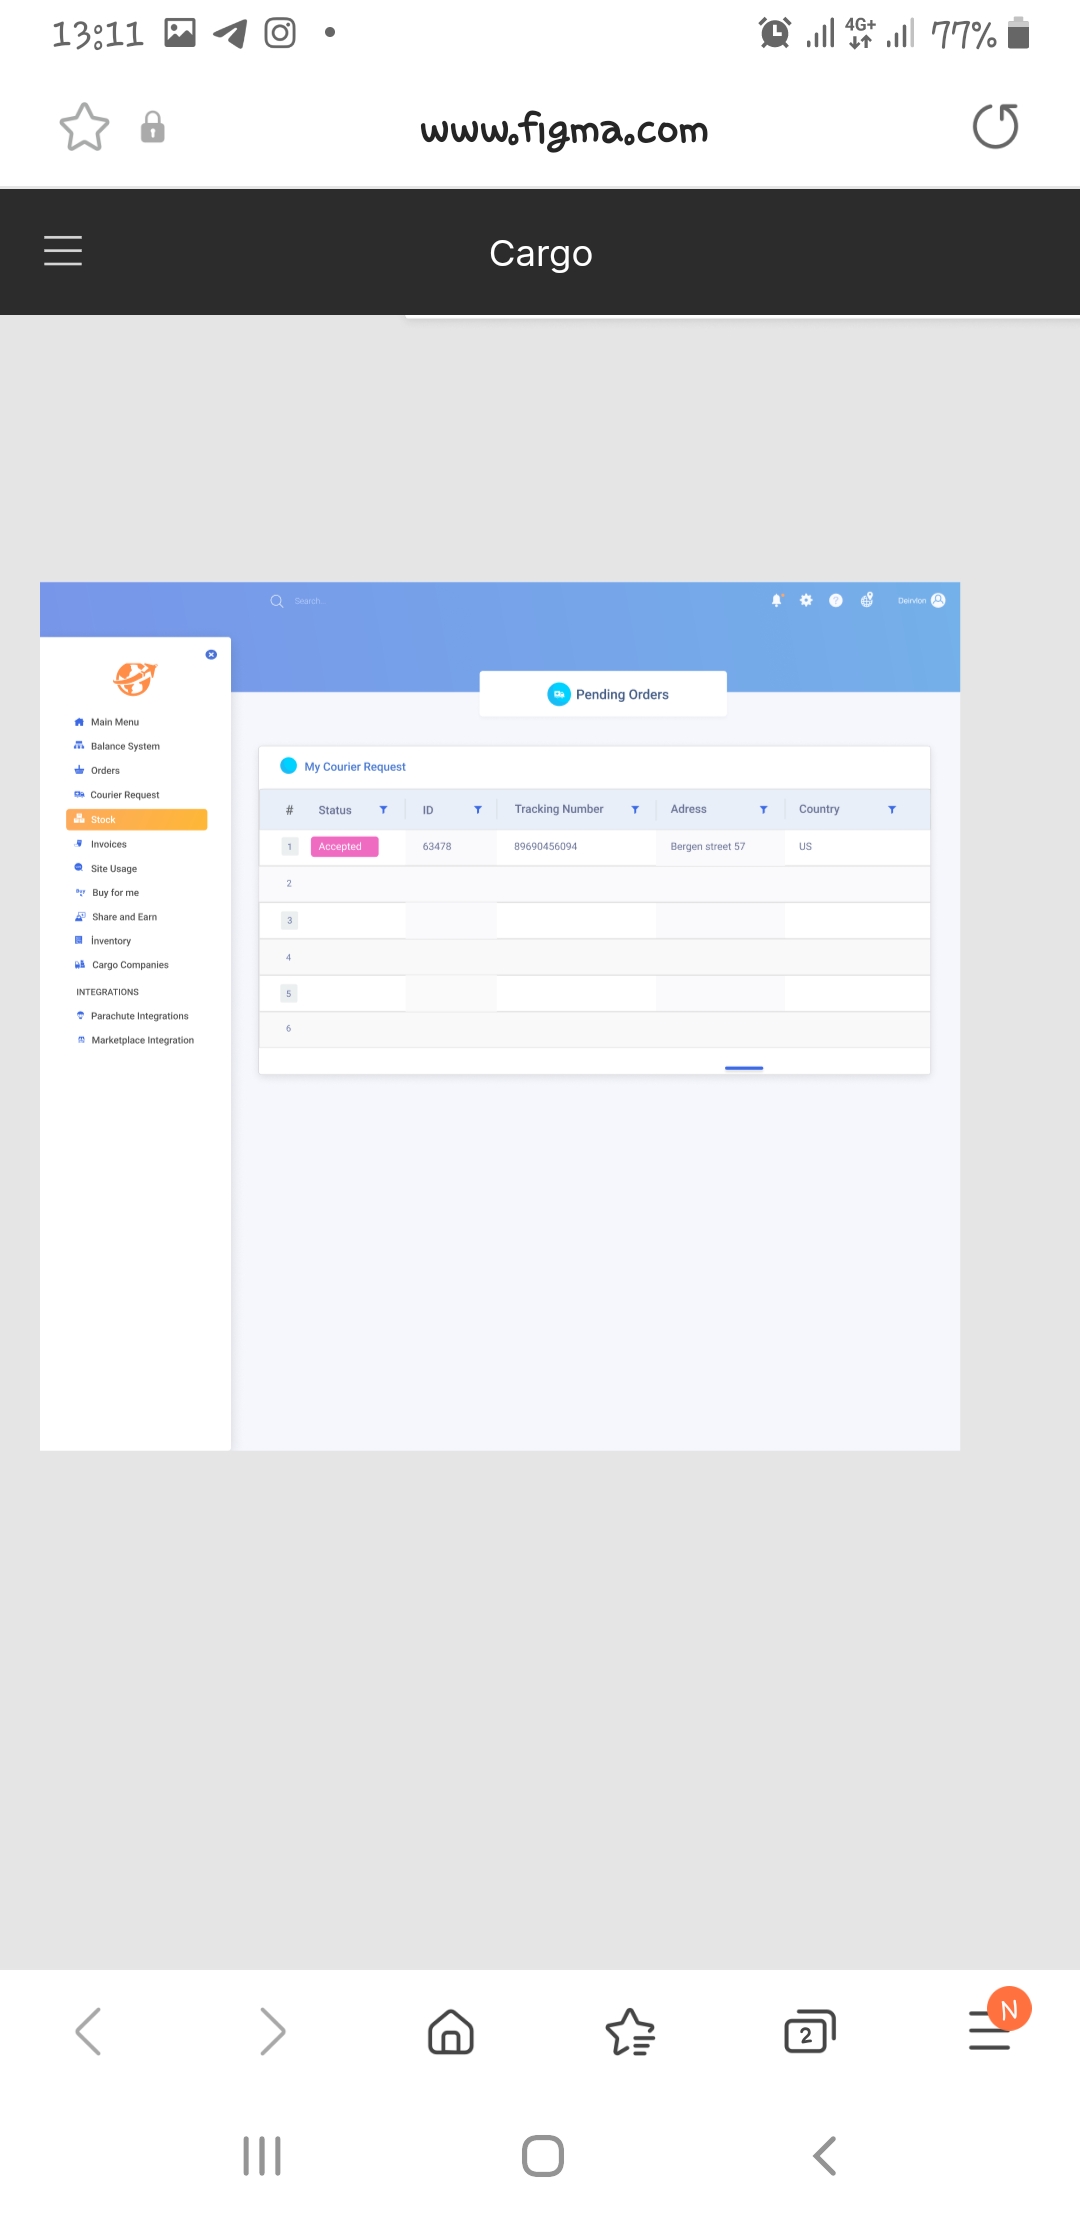 13:11
4G+
77%
www.figma.com
Cargo
Search...
Deirvlon
Pending Orders
Main Menu
Balance System
Orders
Courier Request
Stock
Invoices
Site Usage
Buy for me
Share and Earn
İnventory
Cargo Companies
INTEGRATIONS
Parachute Integrations
Marketplace Integration
My Courier Request
# Status ID Tracking Number Adress Country
1 Accepted 63478 89690456094 Bergen street 57 US
2
3
4
5
6
2
N